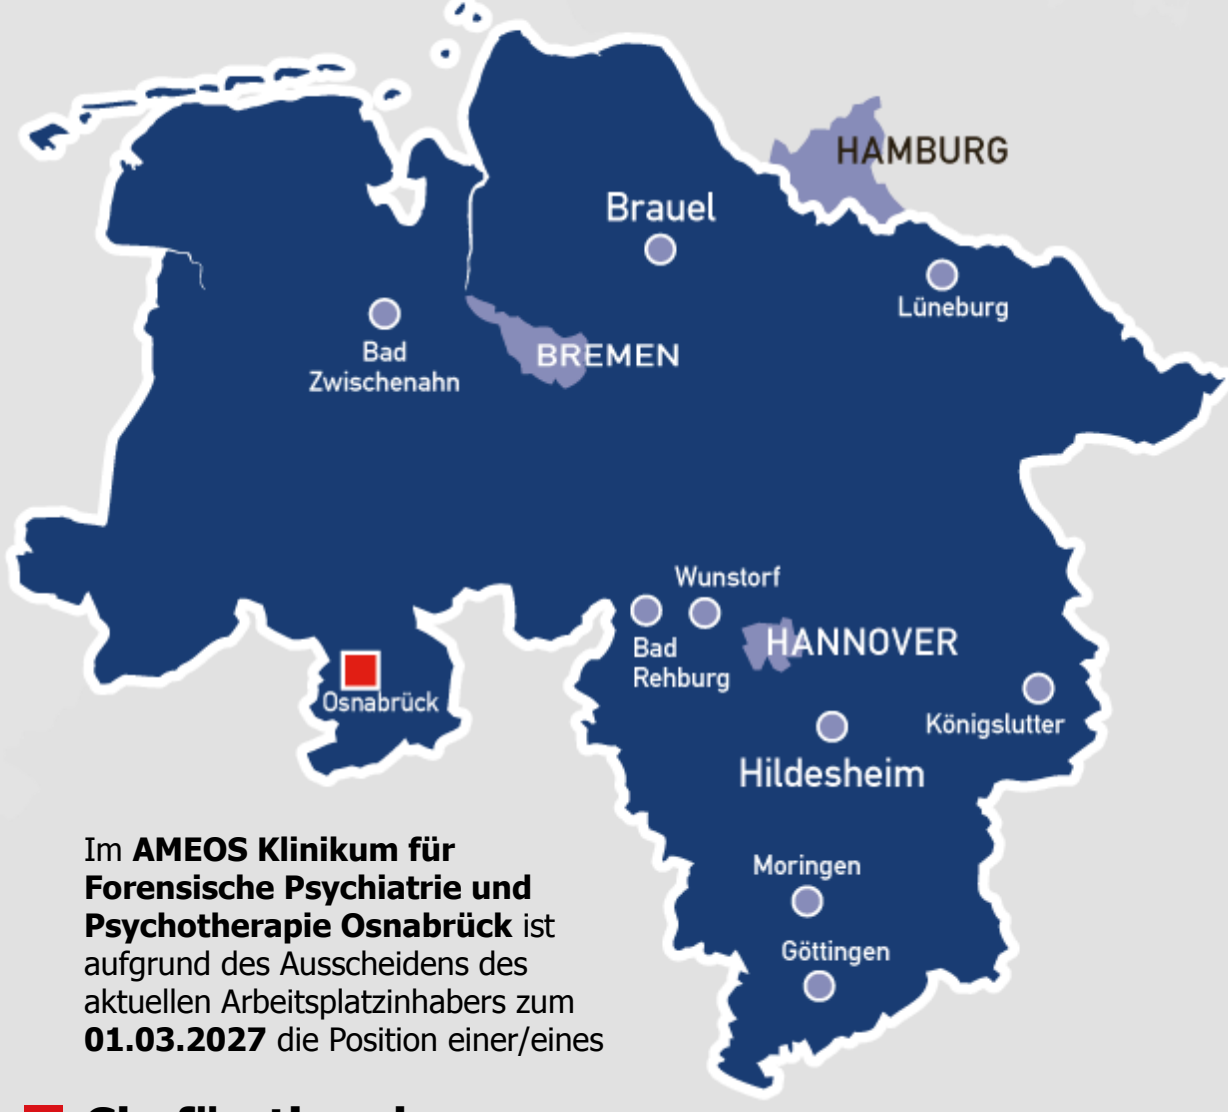 HAMBURG
Brauel
Lüneburg
Bad
Zwischenahn
BREMEN
Wunstorf
Bad
Rehburg
HANNOVER
Osnabrück
Königslutter
Hildesheim
Moringen
Göttingen
Im AMEOS Klinikum für
Forensische Psychiatrie und
Psychotherapie Osnabrück ist
aufgrund des Ausscheidens des
aktuellen Arbeitsplatzinhabers zum
01.03.2027 die Position einer/eines